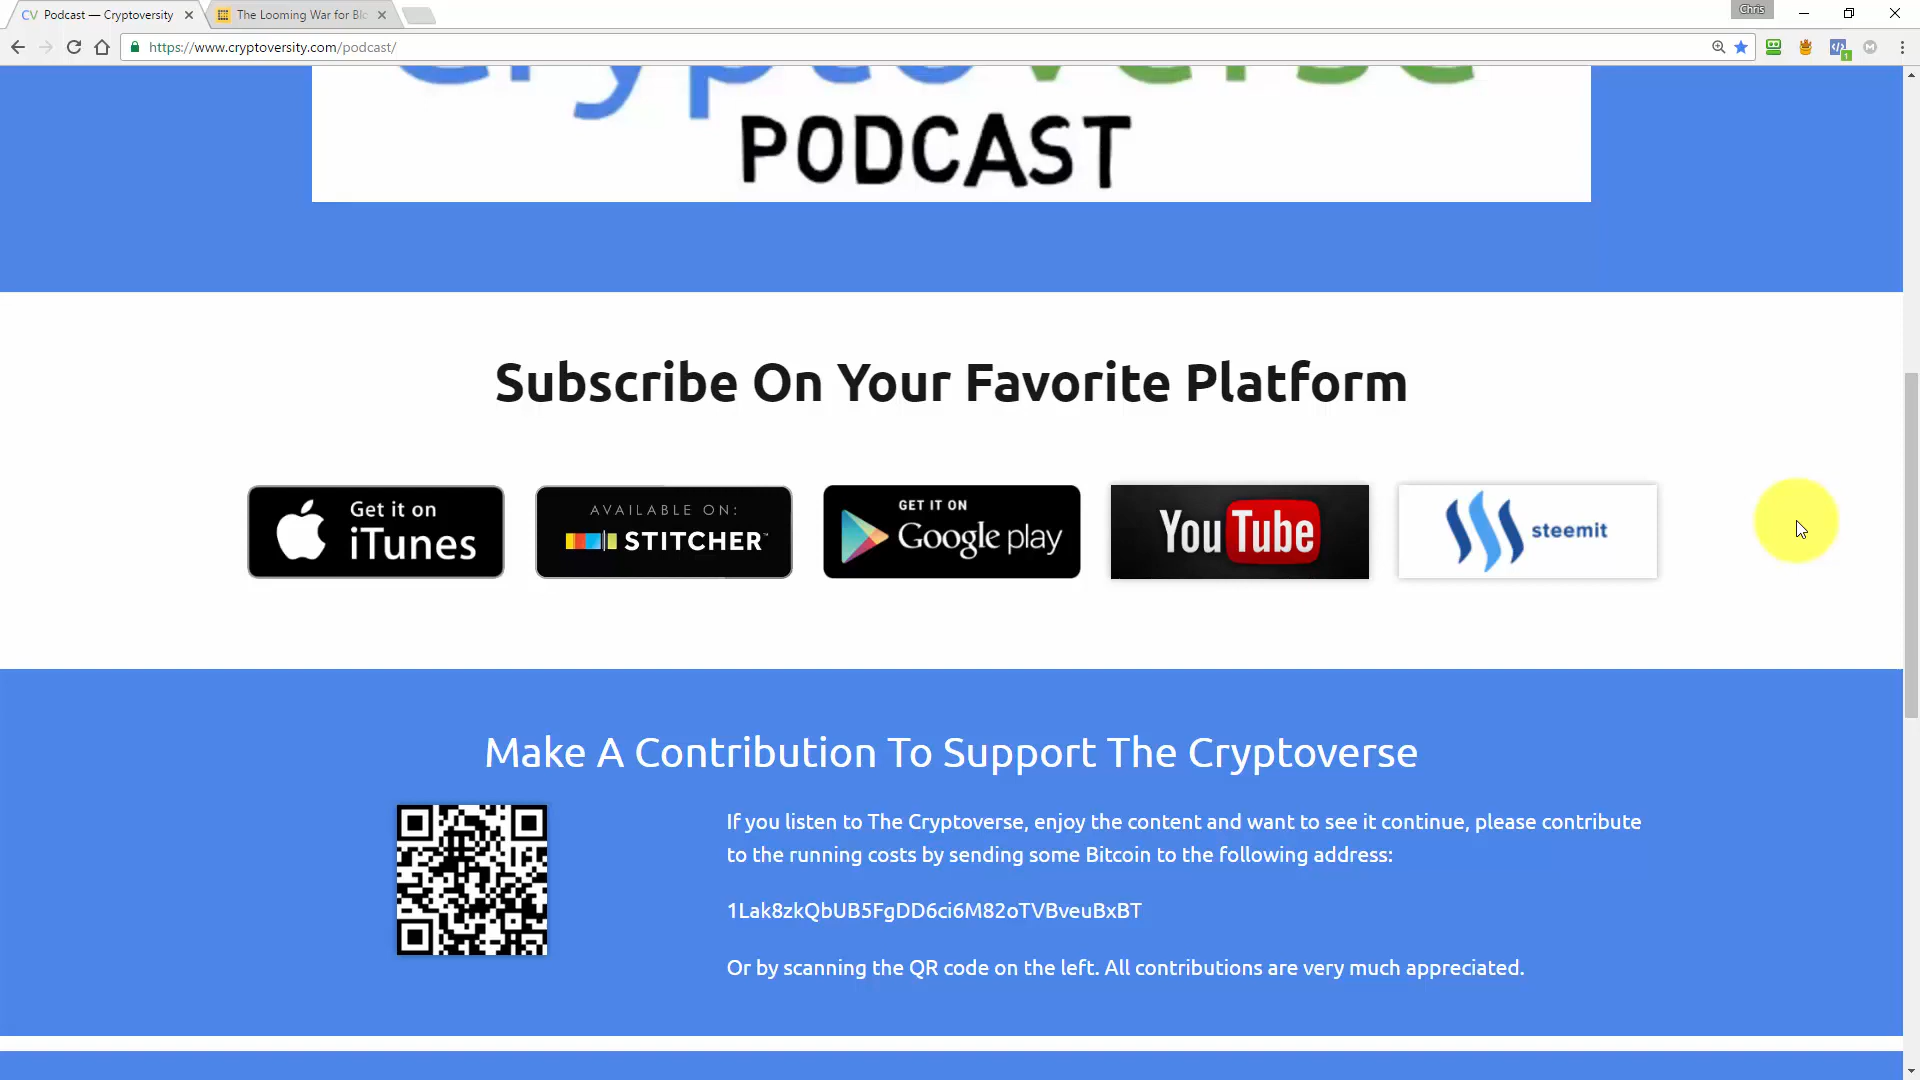 CV Podcast — Cryptoversity
The Looming War for Blo
Chris
https://www.cryptoversity.com/podcast/
1
M
cryptoverse
PODCAST
Subscribe On Your Favorite Platform
Get it on
iTunes
AVAILABLE ON:
STITCHER
GET IT ON
Google play
YouTube
steemit
Make A Contribution To Support The Cryptoverse
If you listen to The Cryptoverse, enjoy the content and want to see it continue, please contribute
to the running costs by sending some Bitcoin to the following address:
1Lak8zkQbUB5FgDD6ci6M82oTVBveuBxBT
Or by scanning the QR code on the left. All contributions are very much appreciated.